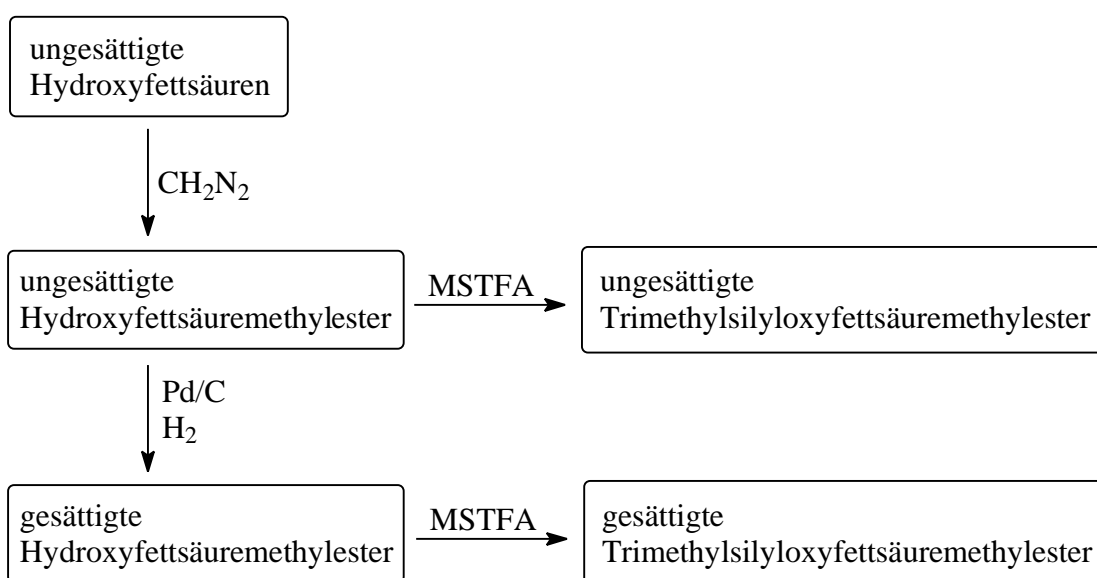 ungesättigte
Hydroxyfettsäuren
CH₂N₂
ungesättigte
Hydroxyfettsäuremethylester
MSTFA
ungesättigte
Trimethylsilyloxyfettsäuremethylester
Pd/C
H₂
gesättigte
Hydroxyfettsäuremethylester
MSTFA
gesättigte
Trimethylsilyloxyfettsäuremethylester